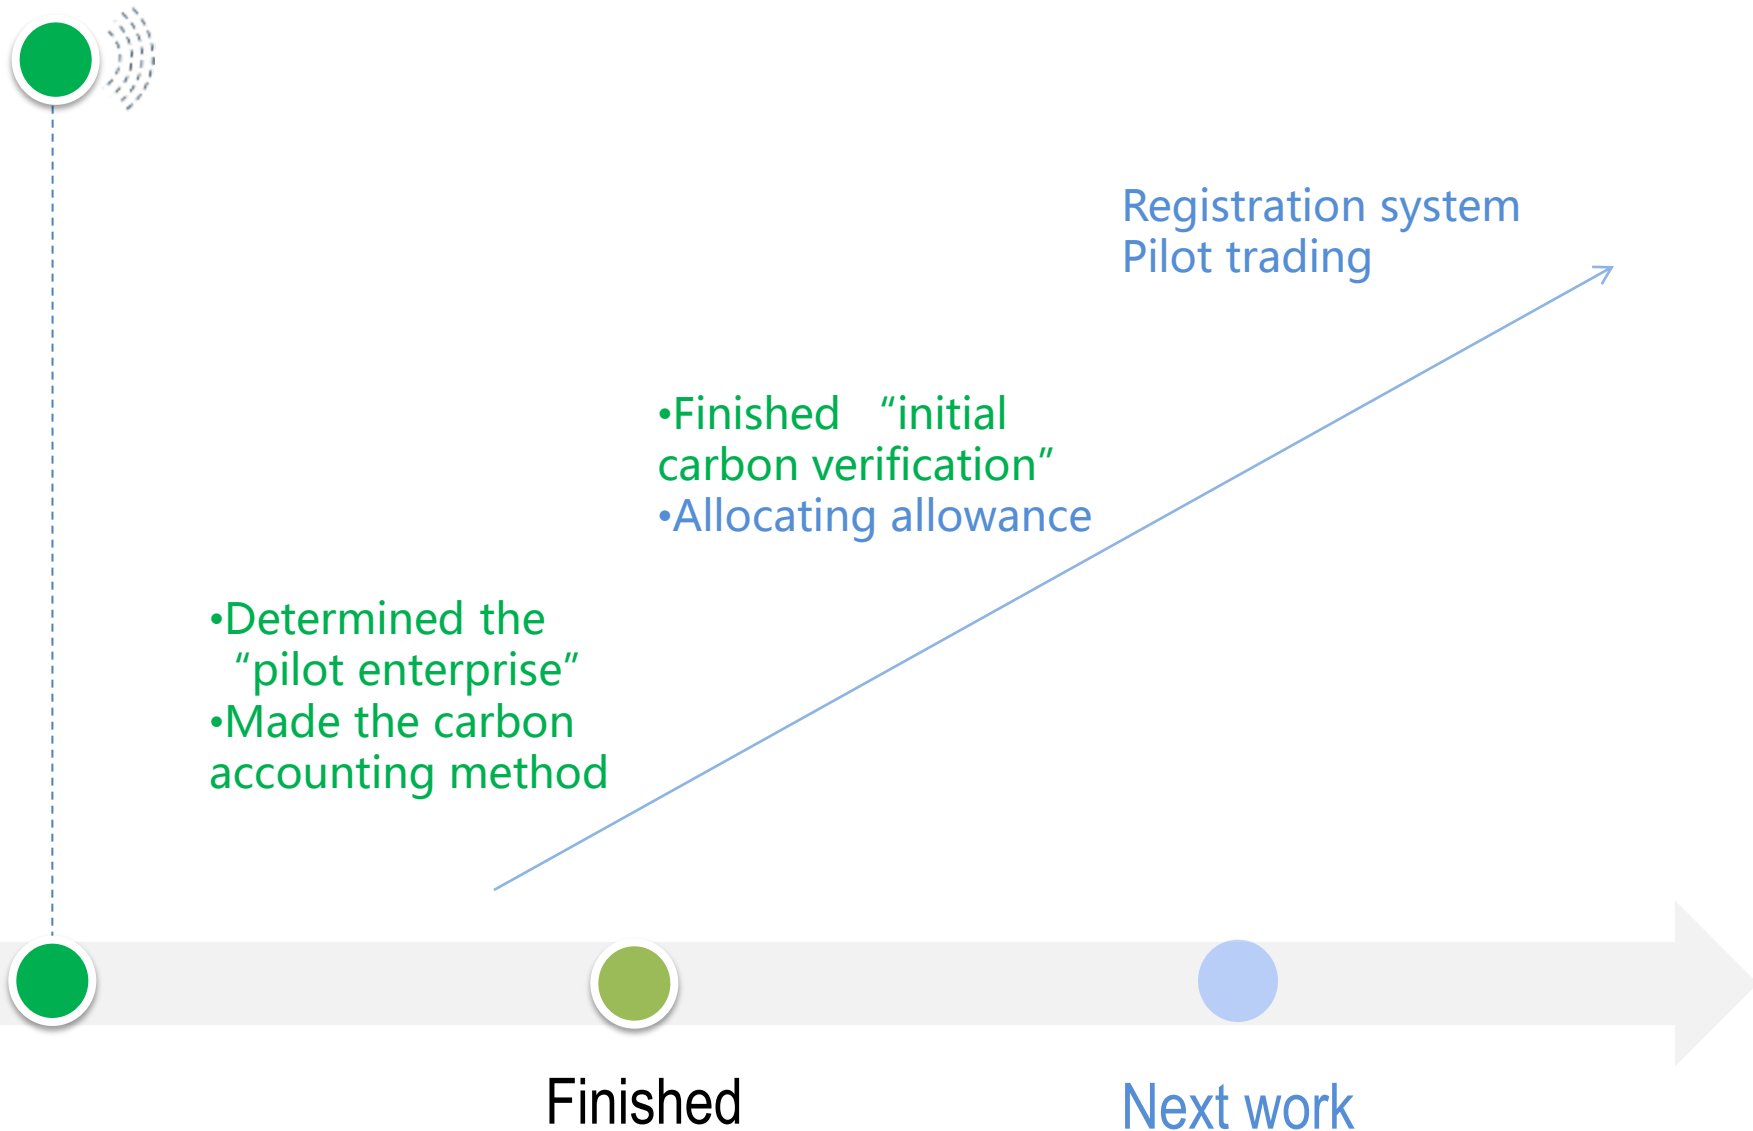 Registration system
Pilot trading
•Finished “initial
carbon verification”
•Allocating allowance
•Determined the
“pilot enterprise”
•Made the carbon
accounting method
Finished
Next work